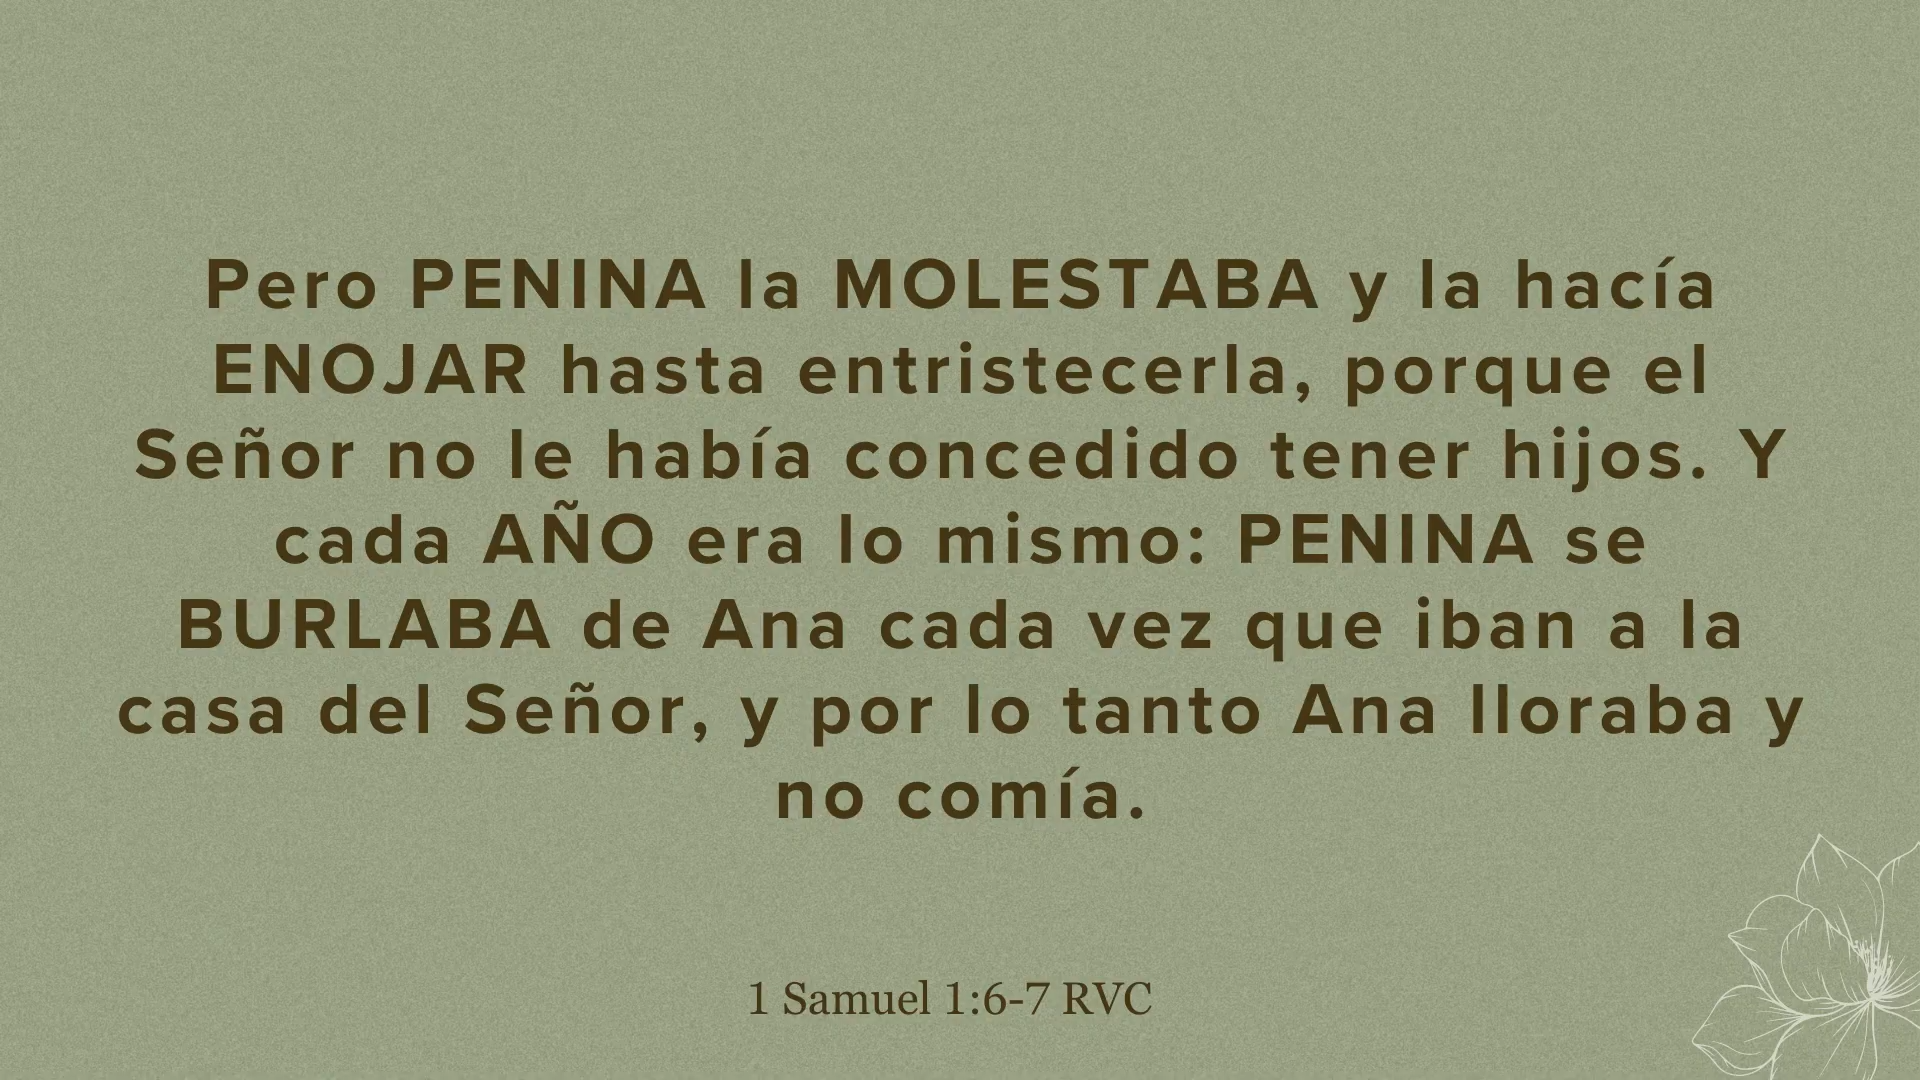 Pero PENINA la MOLESTABA y la hacía
ENOJAR hasta entristecerla, porque el
Señor no le había concedido tener hijos. Y
cada AÑO era lo mismo: PENINA se
BURLABA de Ana cada vez que iban a la
casa del Señor, y por lo tanto Ana lloraba y
no comía.
1 Samuel 1:6-7 RVC